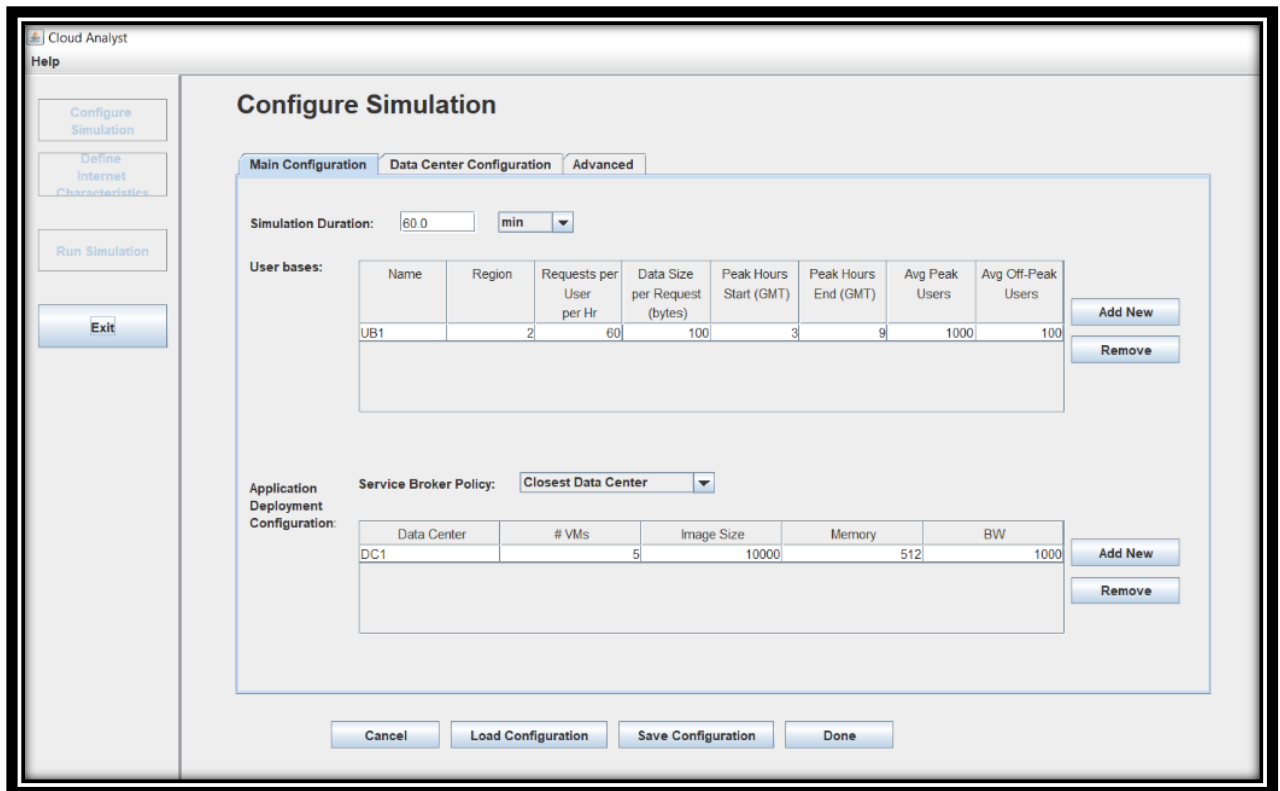 Cloud Analyst
Help
Configure
Simulation
Define
Internet
Characteristics
Run Simulation
Exit
Configure Simulation
Main Configuration Data Center Configuration Advanced
Simulation Duration: 60.0 min
User bases:
Name Region Requests per User per Hr Data Size per Request (bytes) Peak Hours Start (GMT) Peak Hours End (GMT) Avg Peak Users Avg Off-Peak Users
UB1 2 60 100 3 9 1000 100
Add New
Remove
Application
Deployment
Configuration:
Service Broker Policy: Closest Data Center
Data Center # VMs Image Size Memory BW
DC1 5 10000 512 1000
Add New
Remove
Cancel Load Configuration Save Configuration Done